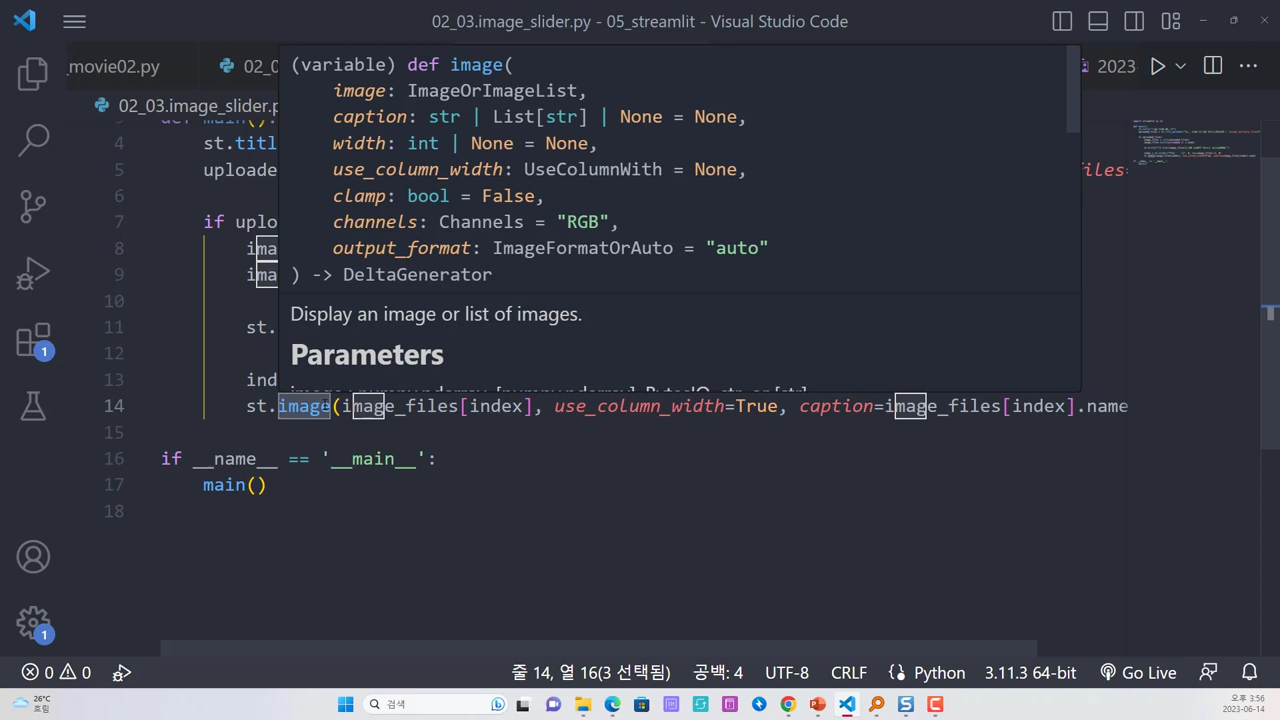 02_03.image_slider.py - 05_streamlit - Visual Studio Code
_movie02.py
02_0
2023
02_03.image_slider.p
(variable) def image(
image: ImageOrImageList,
caption: str | List[str] | None = None,
width: int | None = None,
use_column_width: UseColumnWith = None,
clamp: bool = False,
channels: Channels = "RGB",
output_format: ImageFormatOrAuto = "auto"
) -> DeltaGenerator
Display an image or list of images.
Parameters
4 st.title
5 uploade
iles=
6
7 if uplo
8 ima
9 ima
10
11 st.
12
13 ind
14 st.image(image_files[index], use_column_width=True, caption=image_files[index].name
15
16 if __name__ == '__main__':
17 main()
18
1
1
0 0
줄 14, 열 16(3 선택됨) 공백: 4 UTF-8 CRLF Python 3.11.3 64-bit Go Live
26°C
흐림
검색
오후 3:56
2023-06-14